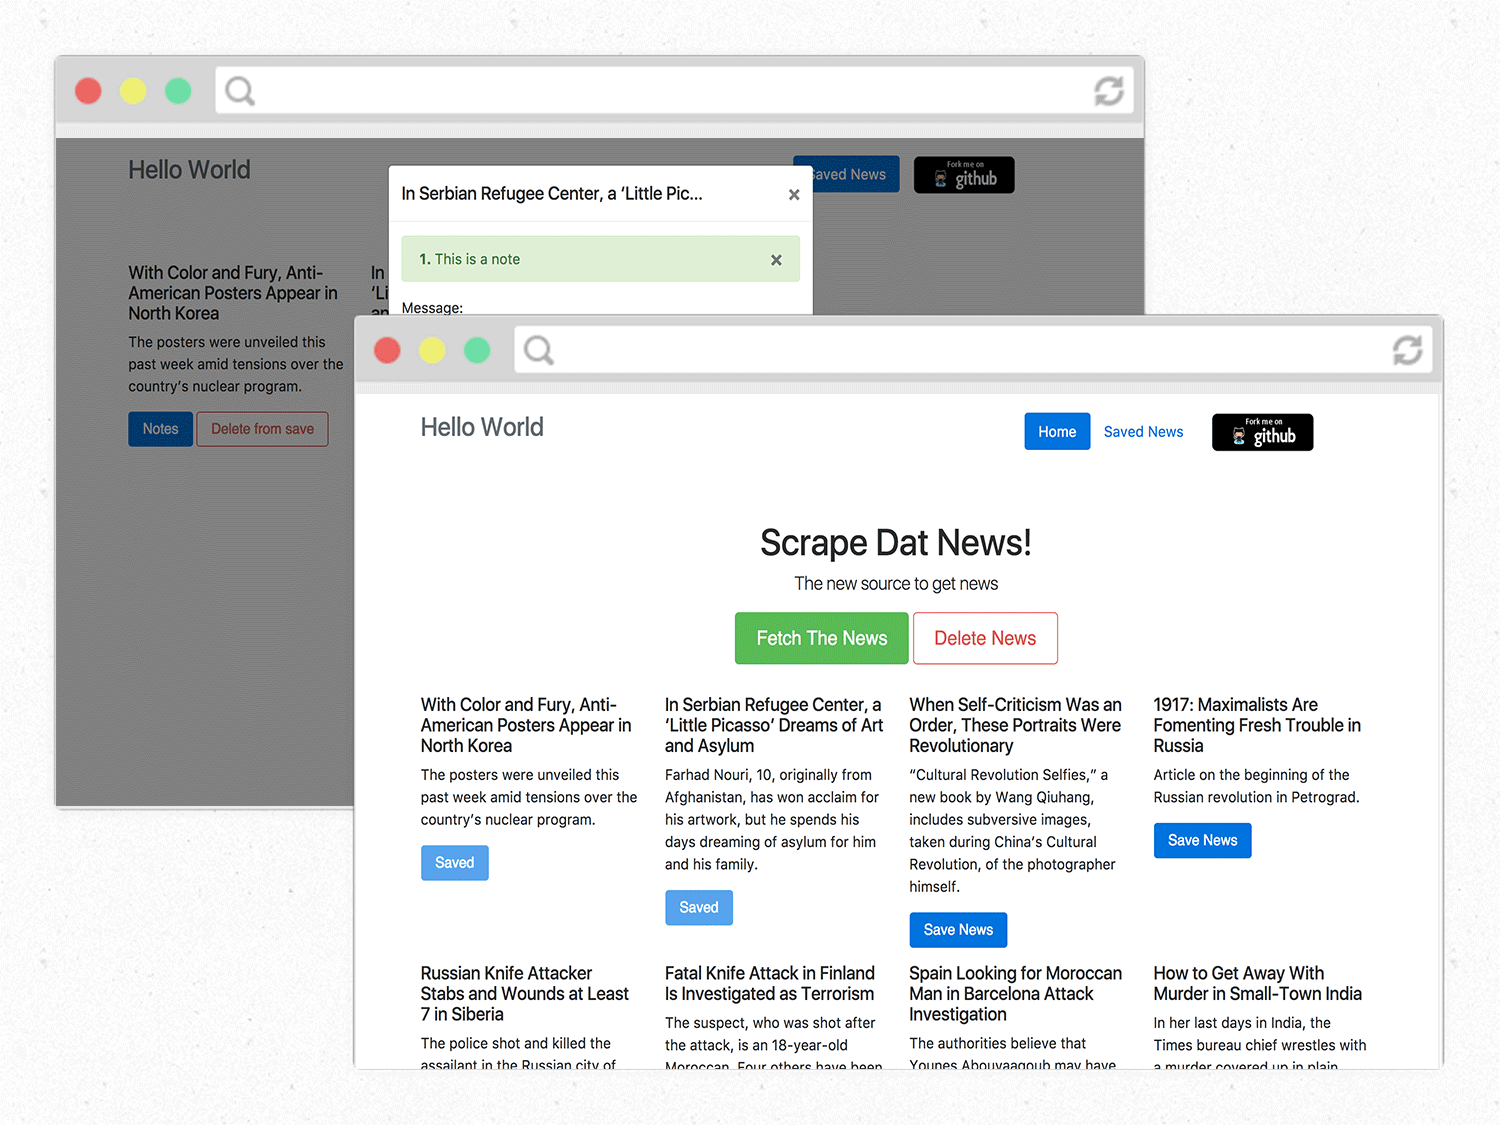 Hello World
Saved News
Fork me on
github
In Serbian Refugee Center, a ‘Little Pic...
1. This is a note
Message:
With Color and Fury, Anti-
American Posters Appear in
North Korea
The posters were unveiled this
past week amid tensions over the
country’s nuclear program.
Notes
Delete from save
In
‘Li
an
Hello World
Home
Saved News
Fork me on
github
Scrape Dat News!
The new source to get news
Fetch The News
Delete News
With Color and Fury, Anti-
American Posters Appear in
North Korea
The posters were unveiled this
past week amid tensions over the
country’s nuclear program.
Saved
In Serbian Refugee Center, a
‘Little Picasso’ Dreams of Art
and Asylum
Farhad Nouri, 10, originally from
Afghanistan, has won acclaim for
his artwork, but he spends his
days dreaming of asylum for him
and his family.
Saved
When Self-Criticism Was an
Order, These Portraits Were
Revolutionary
“Cultural Revolution Selfies,” a
new book by Wang Qiuhang,
includes subversive images,
taken during China’s Cultural
Revolution, of the photographer
himself.
Save News
1917: Maximalists Are
Fomenting Fresh Trouble in
Russia
Article on the beginning of the
Russian revolution in Petrograd.
Save News
Russian Knife Attacker
Stabs and Wounds at Least
7 in Siberia
The police shot and killed the
assailant in the Russian city of
Fatal Knife Attack in Finland
Is Investigated as Terrorism
The suspect, who was shot after
the attack, is an 18-year-old
Moroccan. Four others have been
Spain Looking for Moroccan
Man in Barcelona Attack
Investigation
The authorities believe that
Younes Abouyaaqoub may have
How to Get Away With
Murder in Small-Town India
In her last days in India, the
Times bureau chief wrestles with
a murder covered up in plain